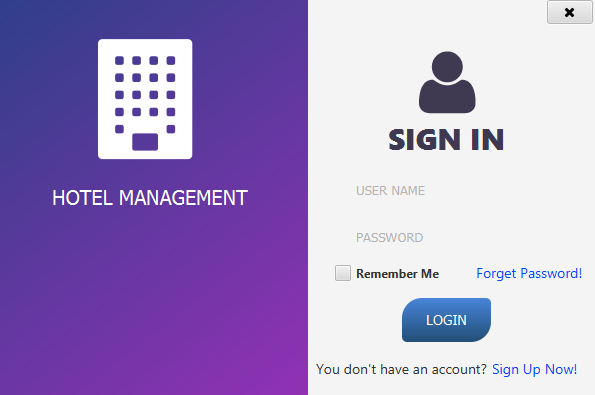 HOTEL MANAGEMENT
SIGN IN
USER NAME
PASSWORD
Remember Me
Forget Password!
LOGIN
You don't have an account? Sign Up Now!